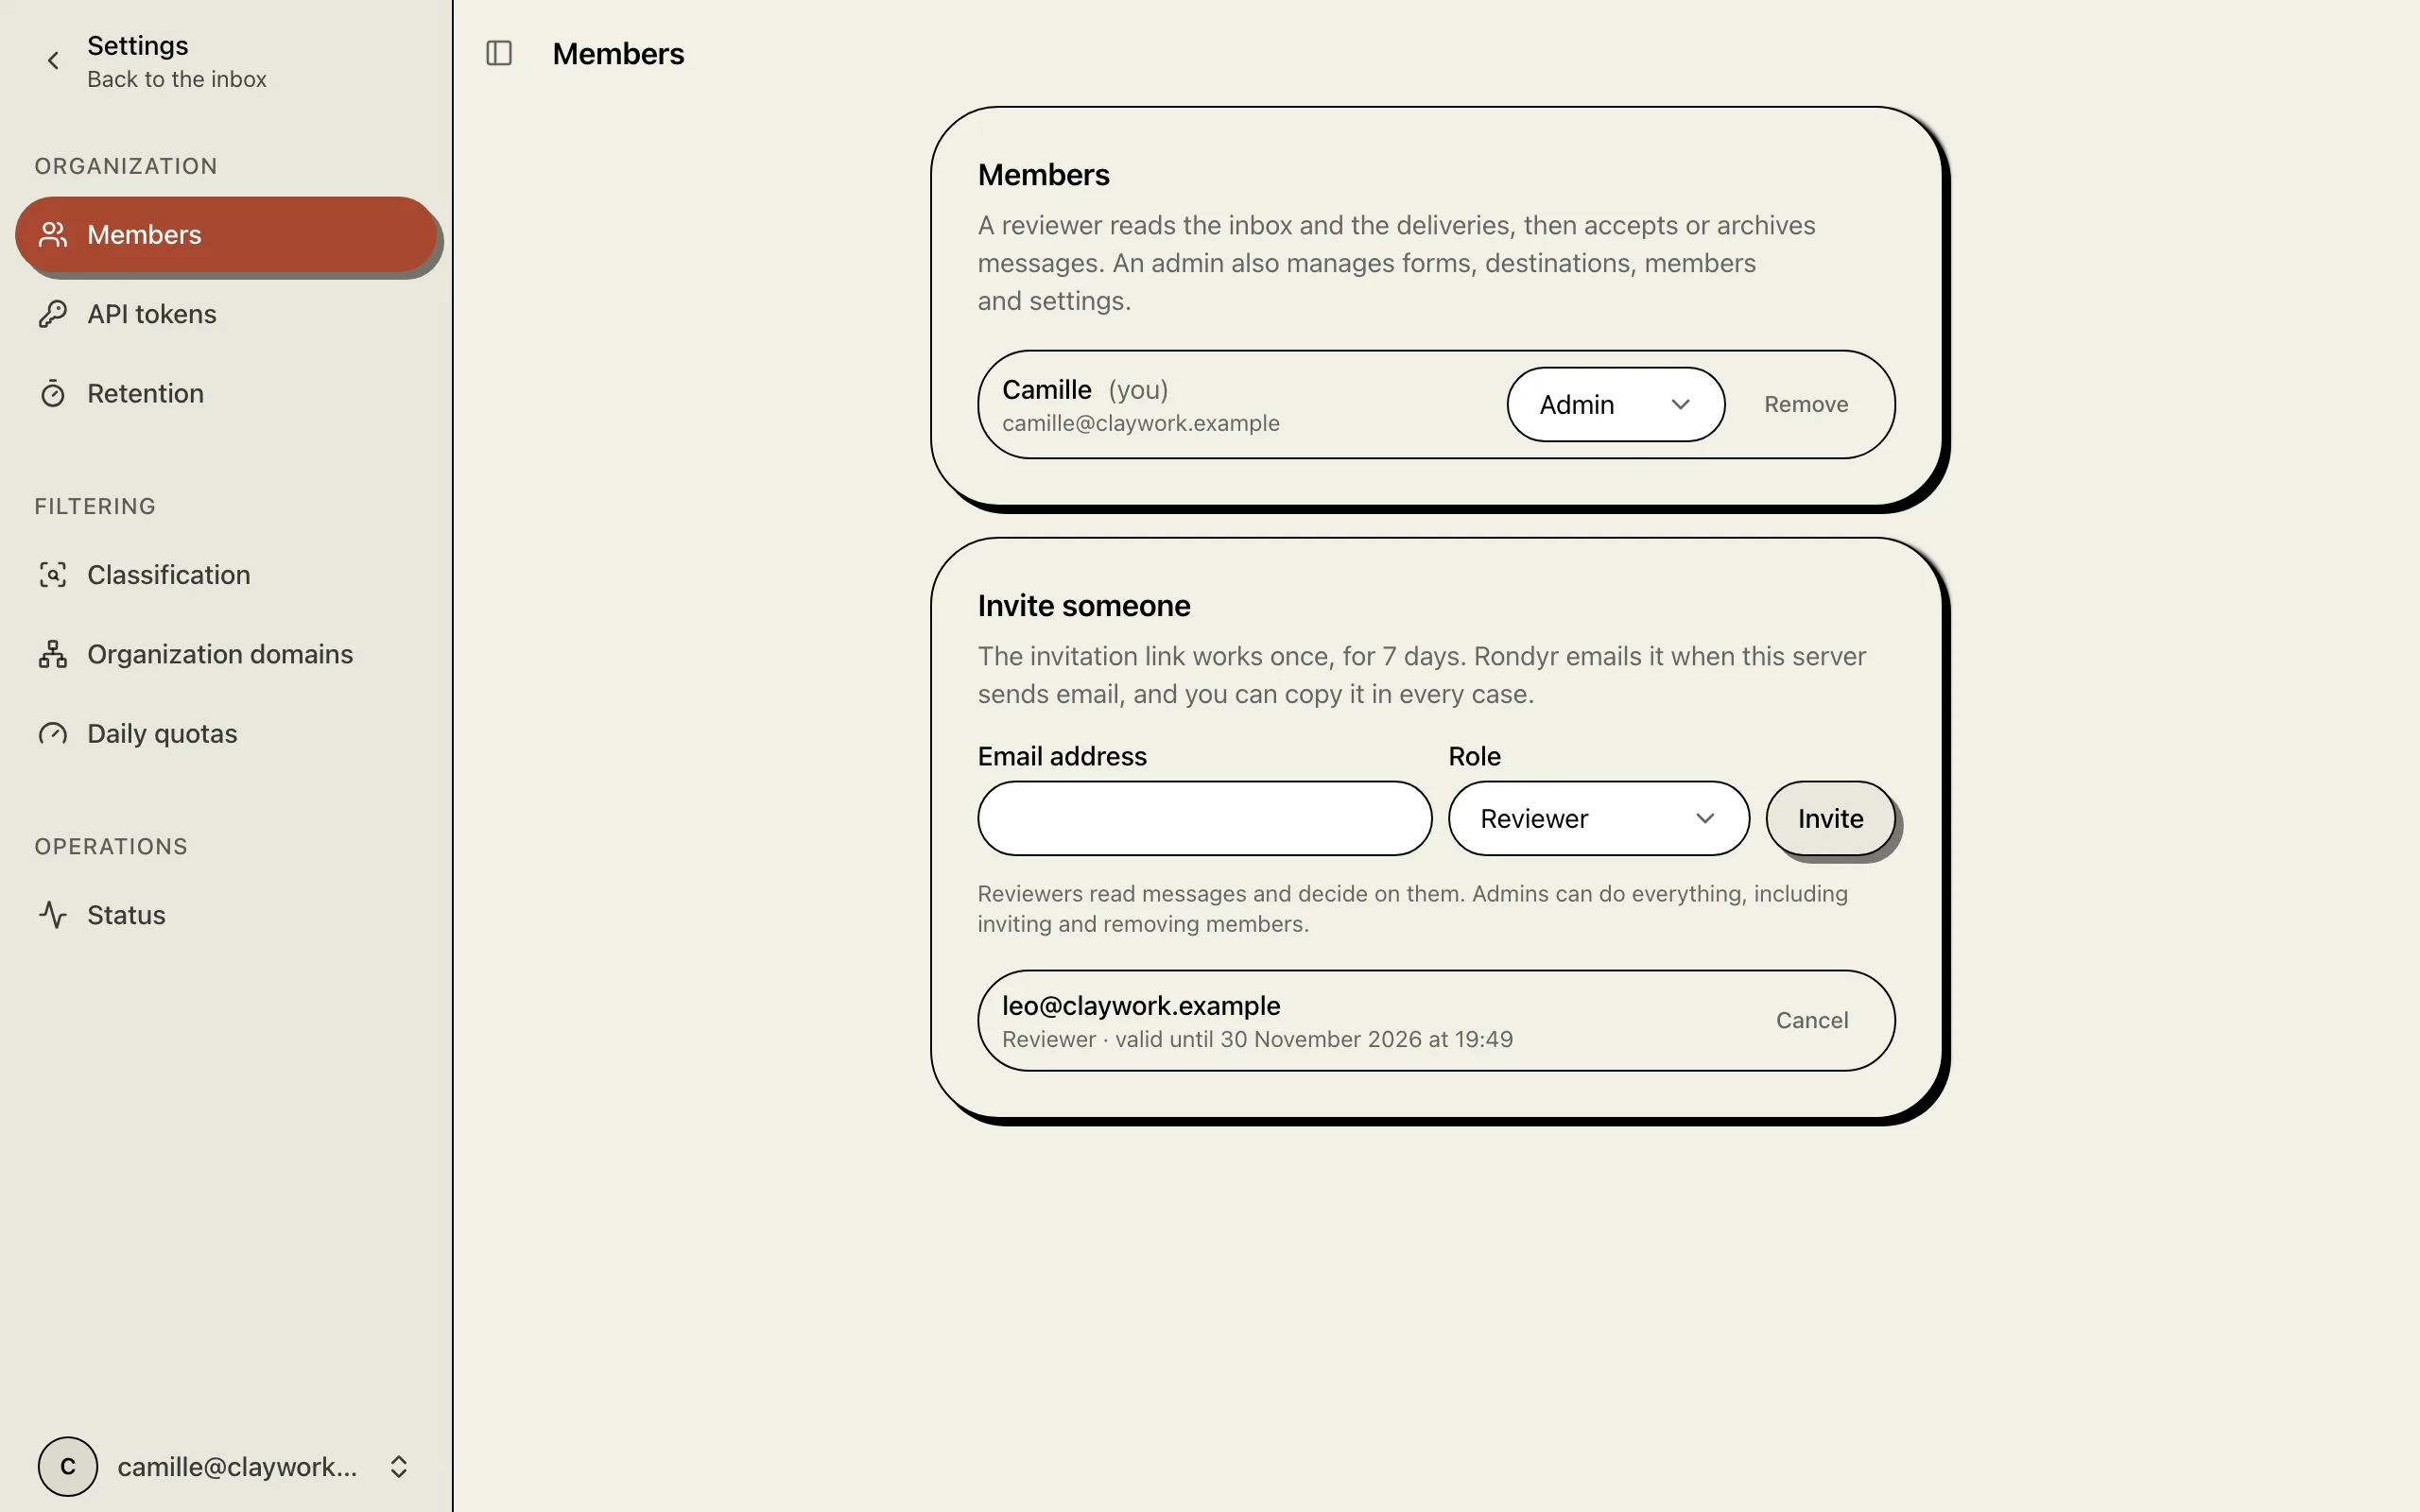 Settings
Back to the inbox
ORGANIZATION
Members
API tokens
Retention
FILTERING
Classification
Organization domains
Daily quotas
OPERATIONS
Status
C
camille@claywork...
Members
Members
A reviewer reads the inbox and the deliveries, then accepts or archives
messages. An admin also manages forms, destinations, members
and settings.
Camille (you)
camille@claywork.example
Admin
Remove
Invite someone
The invitation link works once, for 7 days. Rondyr emails it when this server
sends email, and you can copy it in every case.
Email address
Role
Reviewer
Invite
Reviewers read messages and decide on them. Admins can do everything, including
inviting and removing members.
leo@claywork.example
Reviewer · valid until 30 November 2026 at 19:49
Cancel